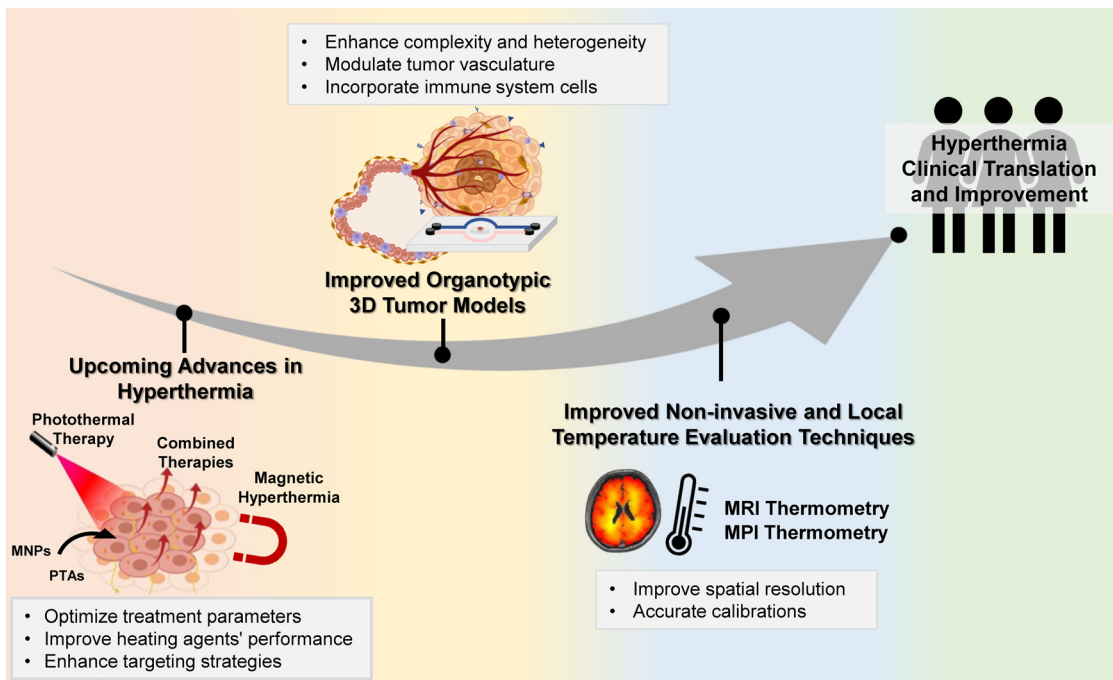 • Enhance complexity and heterogeneity
• Modulate tumor vasculature
• Incorporate immune system cells
Hyperthermia
Clinical Translation
and Improvement
Improved Organotypic
3D Tumor Models
Upcoming Advances in
Hyperthermia
Photothermal
Therapy
Combined
Therapies
Magnetic
Hyperthermia
MNPs
PTAs
• Optimize treatment parameters
• Improve heating agents' performance
• Enhance targeting strategies
Improved Non-invasive and Local
Temperature Evaluation Techniques
MRI Thermometry
MPI Thermometry
• Improve spatial resolution
• Accurate calibrations